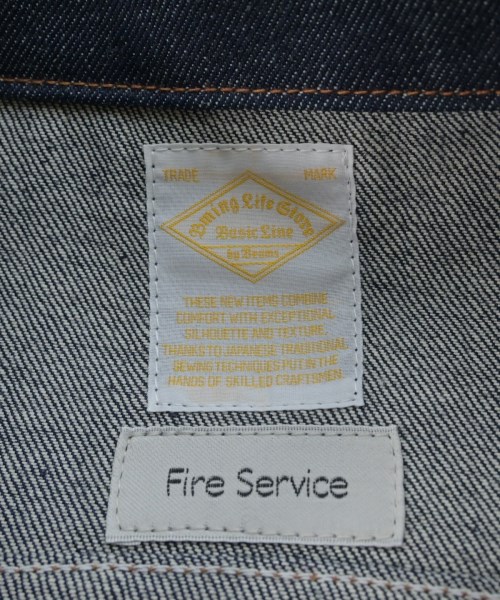 TRADE MARK
Bming Life Store
Basic Line
by Beams
THESE NEW ITEMS COMBINE
COMFORT WITH EXCEPTIONAL
SILHOUETTE AND TEXTURE.
THANKS TO JAPANESE TRADITIONAL
SEWING TECHNIQUES PUT IN THE
HANDS OF SKILLED CRAFTSMEN.
Fire Service